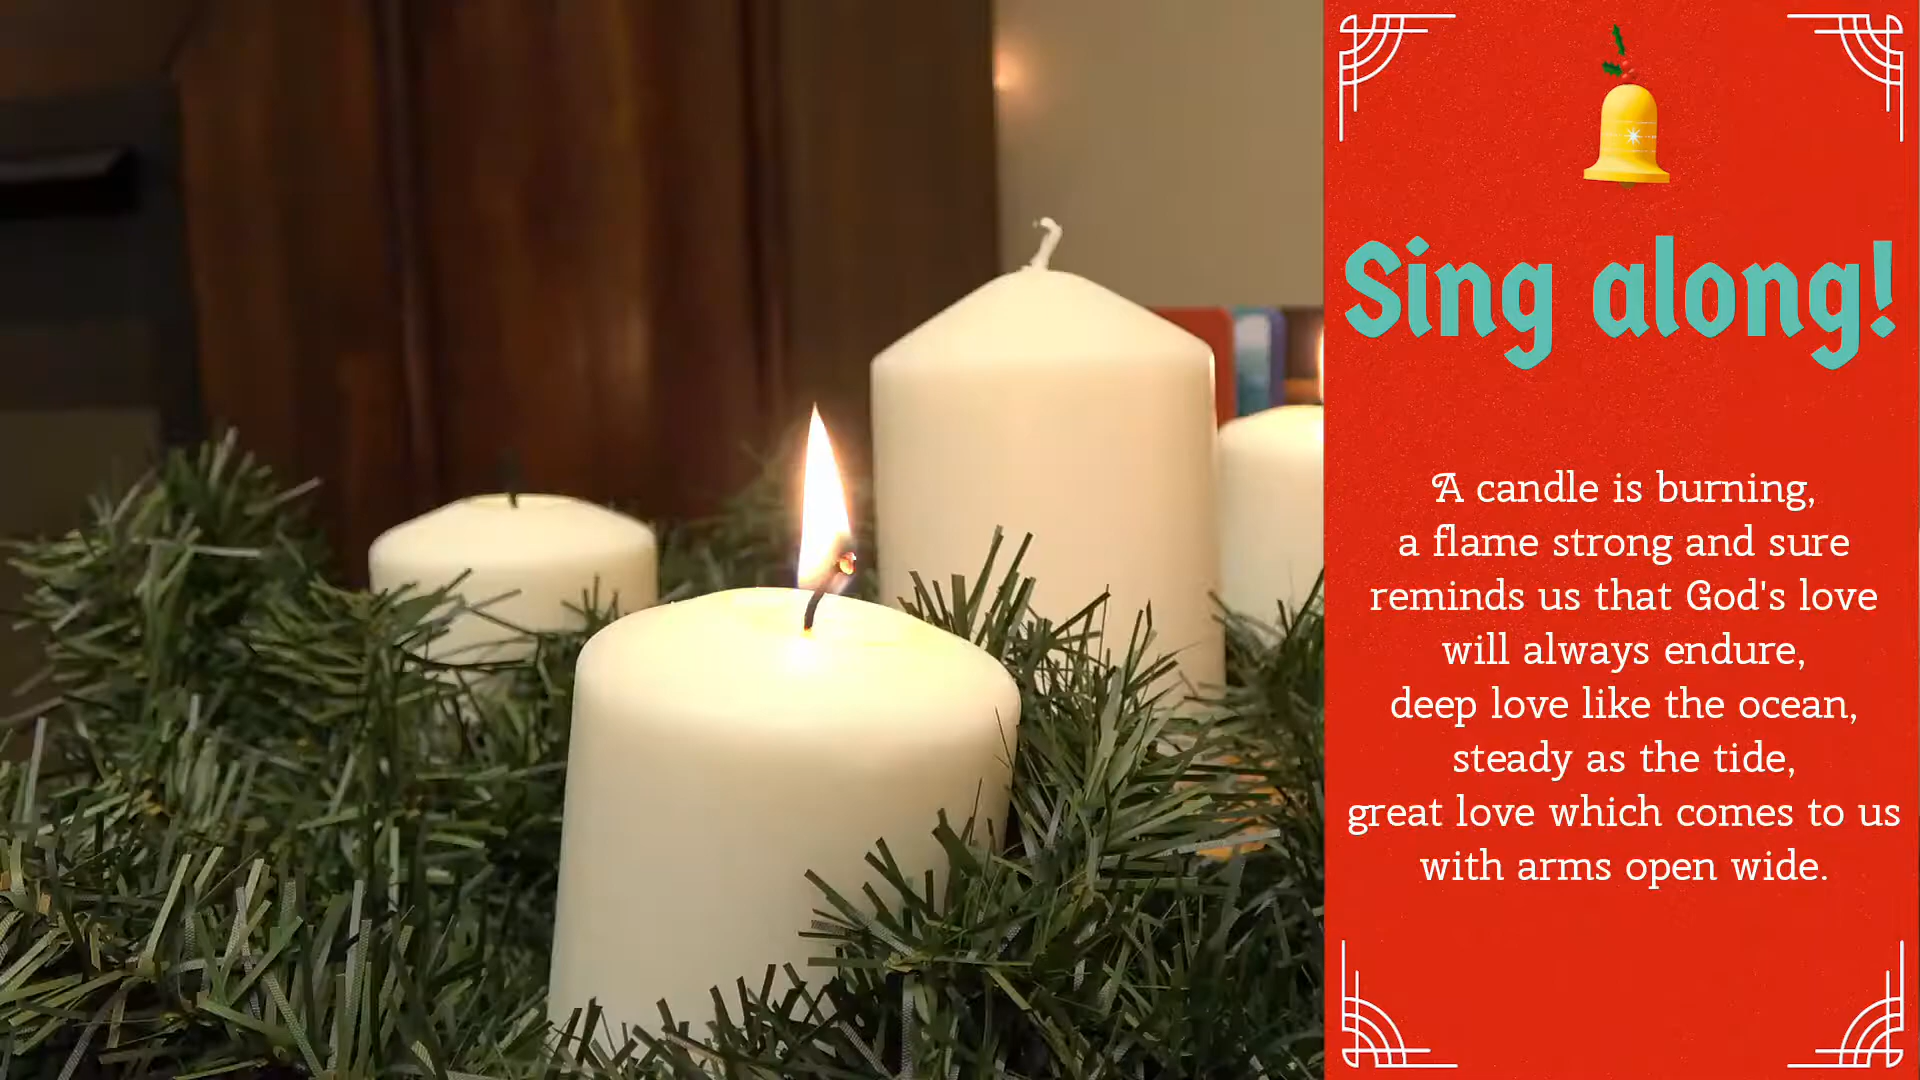 Sing along!
A candle is burning,
a flame strong and sure
reminds us that God's love
will always endure,
deep love like the ocean,
steady as the tide,
great love which comes to us
with arms open wide.